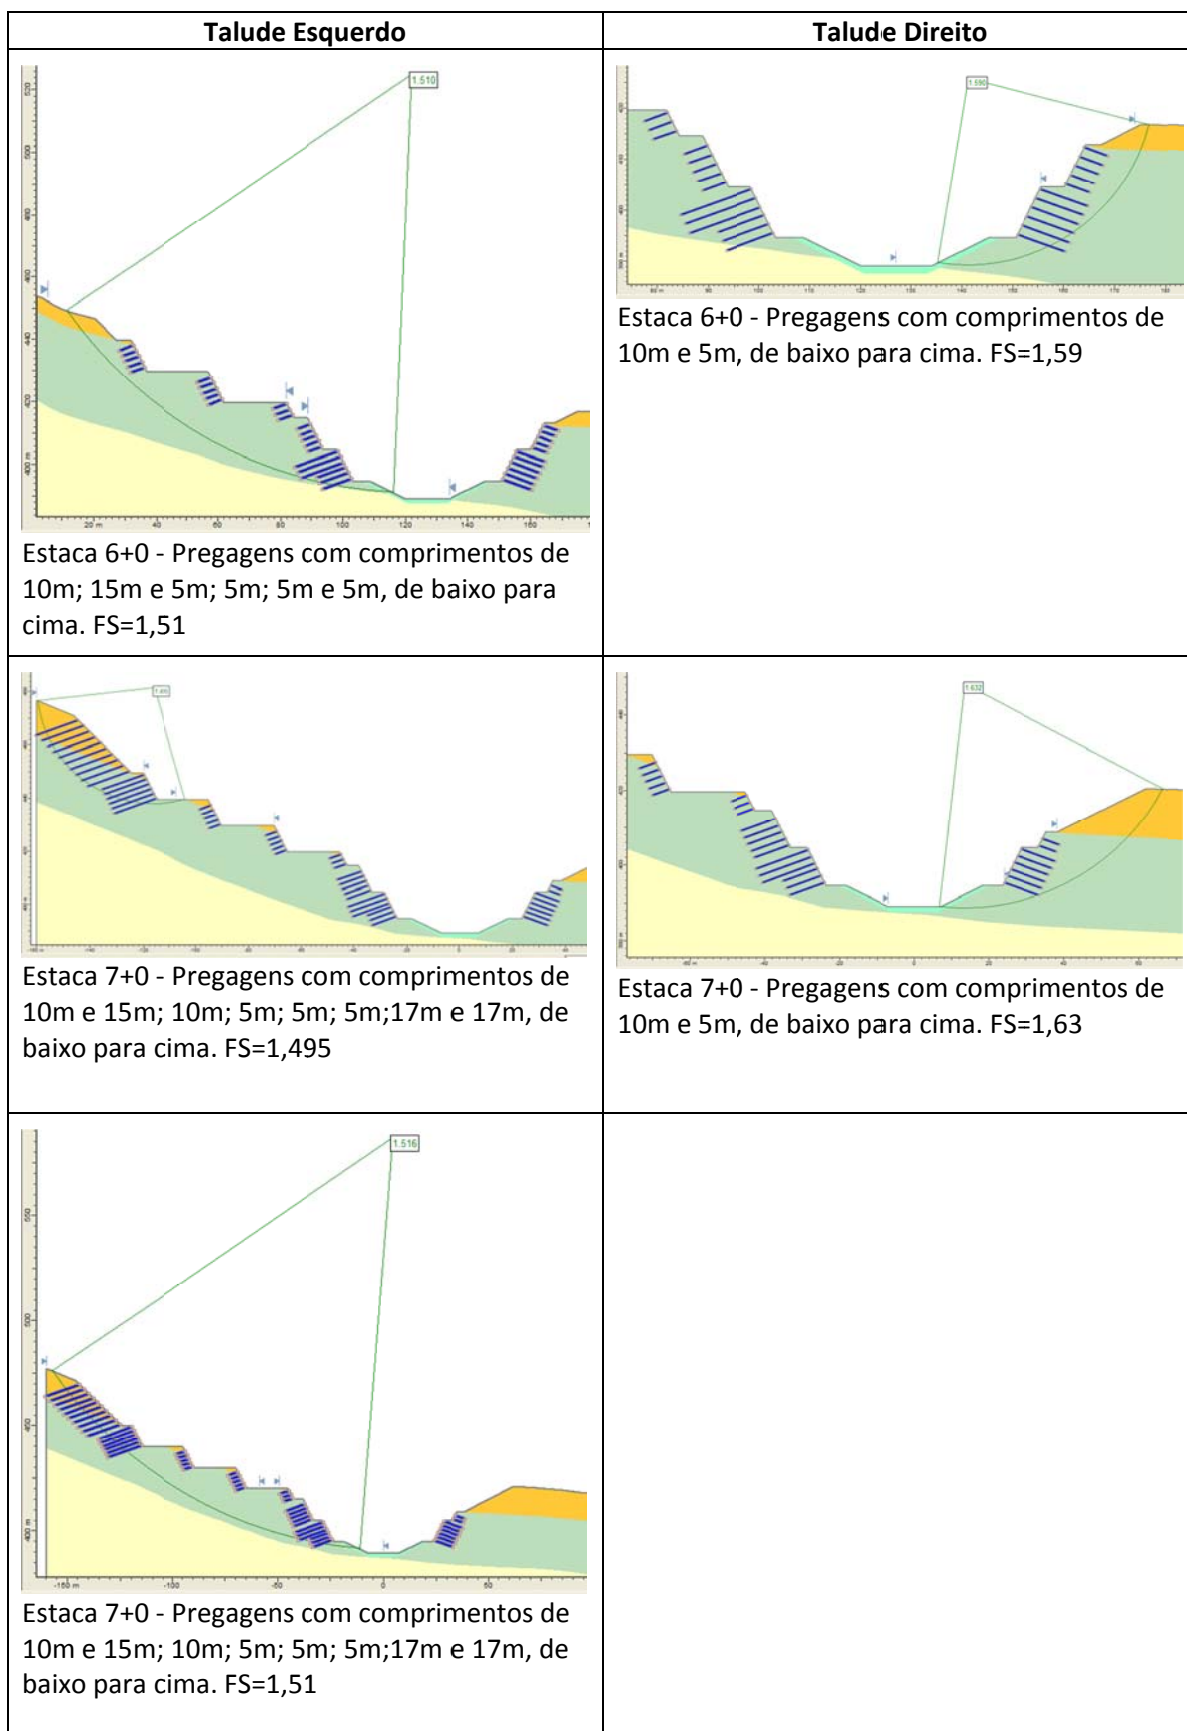 Talude Esquerdo
Talude Direito
1.510
Estaca 6+0 - Pregagens com comprimentos de
10m; 15m e 5m; 5m; 5m e 5m, de baixo para
cima. FS=1,51
1.590
Estaca 6+0 - Pregagens com comprimentos de
10m e 5m, de baixo para cima. FS=1,59
Estaca 7+0 - Pregagens com comprimentos de
10m e 15m; 10m; 5m; 5m; 5m;17m e 17m, de
baixo para cima. FS=1,495
1.632
Estaca 7+0 - Pregagens com comprimentos de
10m e 5m, de baixo para cima. FS=1,63
1.516
Estaca 7+0 - Pregagens com comprimentos de
10m e 15m; 10m; 5m; 5m; 5m;17m e 17m, de
baixo para cima. FS=1,51